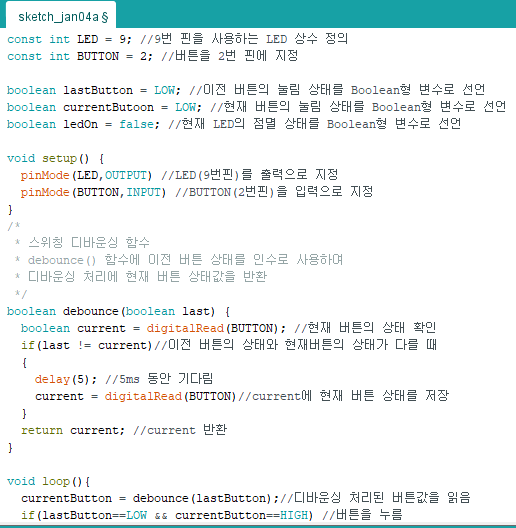 sketch_jan04a §
const int LED = 9; //9번 핀을 사용하는 LED 상수 정의
const int BUTTON = 2; //버튼을 2번 핀에 지정
boolean lastButton = LOW; //이전 버튼의 눌림 상태를 Boolean형 변수로 선언
boolean currentButoon = LOW; //현재 버튼의 눌림 상태를 Boolean형 변수로 선언
boolean ledOn = false; //현재 LED의 점멸 상태를 Boolean형 변수로 선언
void setup() {
pinMode(LED,OUTPUT) //LED(9번핀)를 출력으로 지정
pinMode(BUTTON,INPUT) //BUTTON(2번핀)을 입력으로 지정
}
/*
* 스위칭 디바운싱 함수
* debounce() 함수에 이전 버튼 상태를 인수로 사용하며
* 디바운싱 처리에 현재 버튼 상태값을 반환
*/
boolean debounce(boolean last) {
boolean current = digitalRead(BUTTON); //현재 버튼의 상태 확인
if(last != current)//이전 버튼의 상태와 현재버튼의 상태가 다를 때
{
delay(5); //5ms 동안 기다림
current = digitalRead(BUTTON)//current에 현재 버튼 상태를 저장
}
return current; //current 반환
}
void loop(){
currentButton = debounce(lastButton);//디바운싱 처리된 버튼값을 읽음
if(lastButton==LOW && currentButton==HIGH) //버튼을 누름